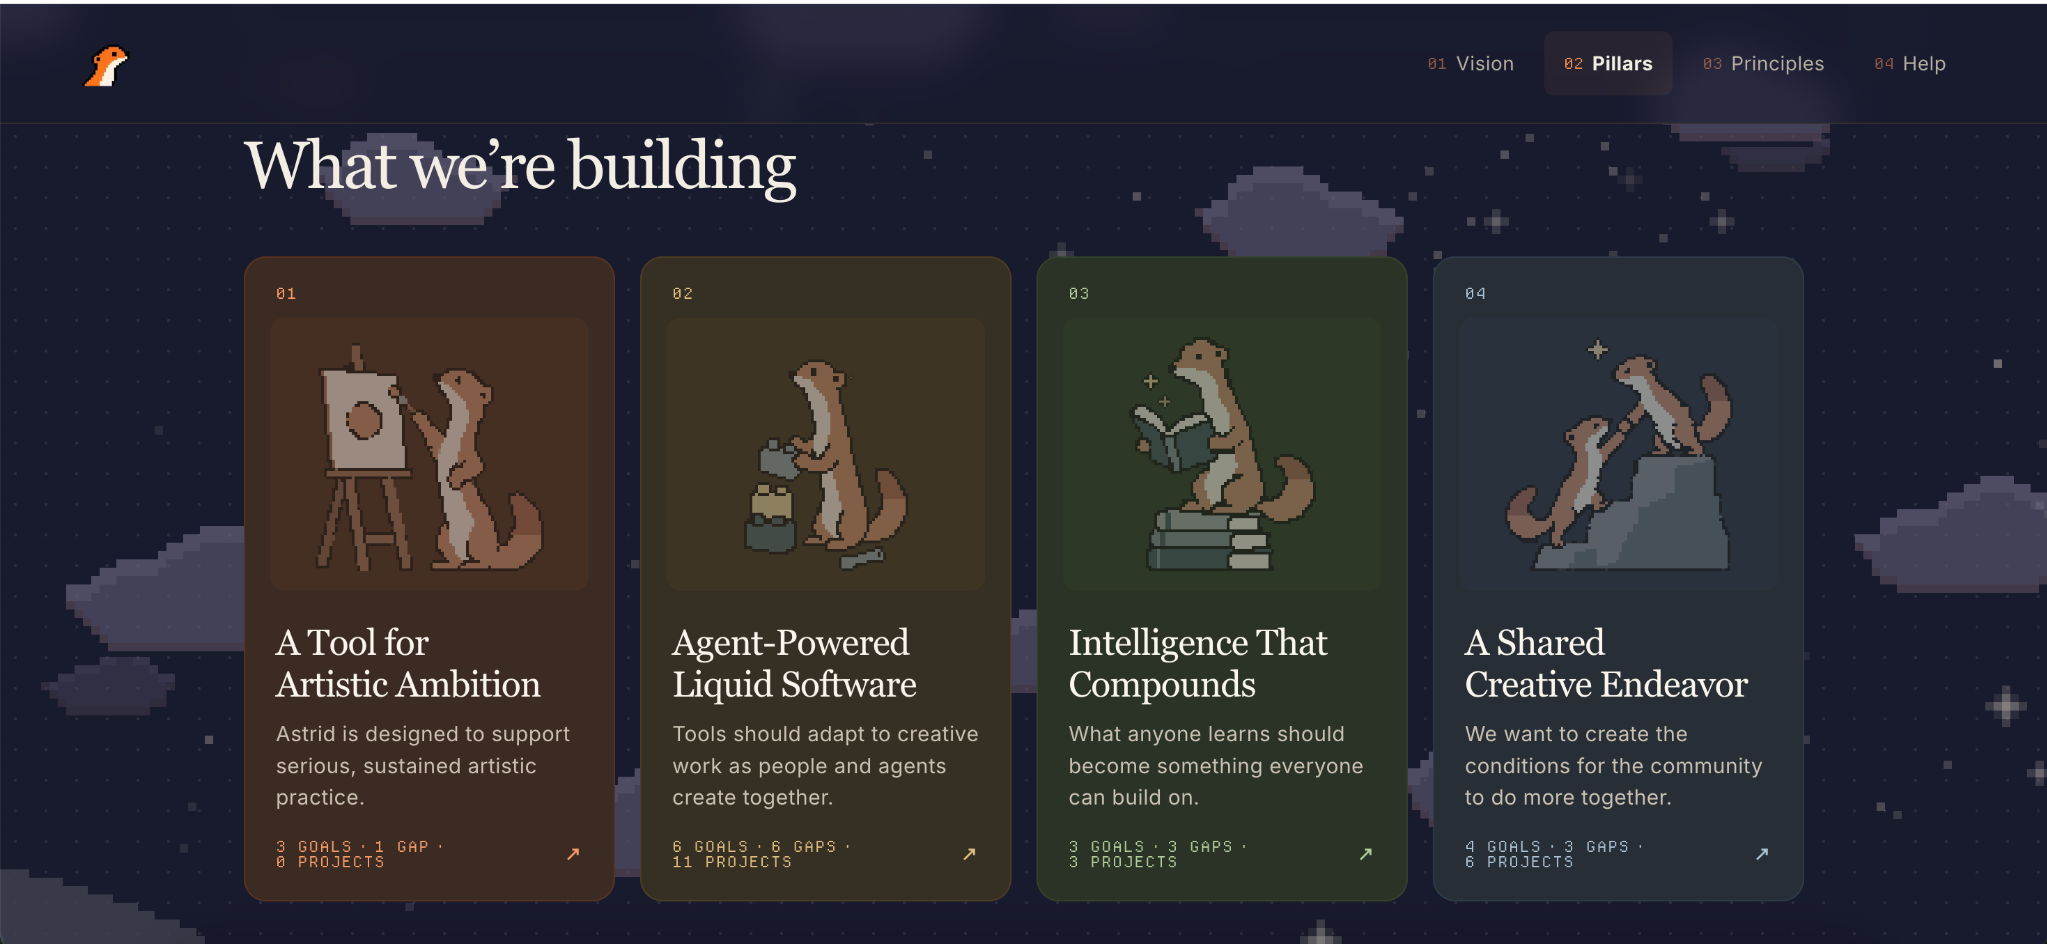 01 Vision
02 Pillars
03 Principles
04 Help
What we’re building
01
A Tool for
Artistic Ambition
Astrid is designed to support
serious, sustained artistic
practice.
3 GOALS · 1 GAP ·
0 PROJECTS
↗
02
Agent-Powered
Liquid Software
Tools should adapt to creative
work as people and agents
create together.
6 GOALS · 6 GAPS ·
11 PROJECTS
↗
03
Intelligence That
Compounds
What anyone learns should
become something everyone
can build on.
3 GOALS · 3 GAPS ·
3 PROJECTS
↗
04
A Shared
Creative Endeavor
We want to create the
conditions for the community
to do more together.
4 GOALS · 3 GAPS ·
6 PROJECTS
↗